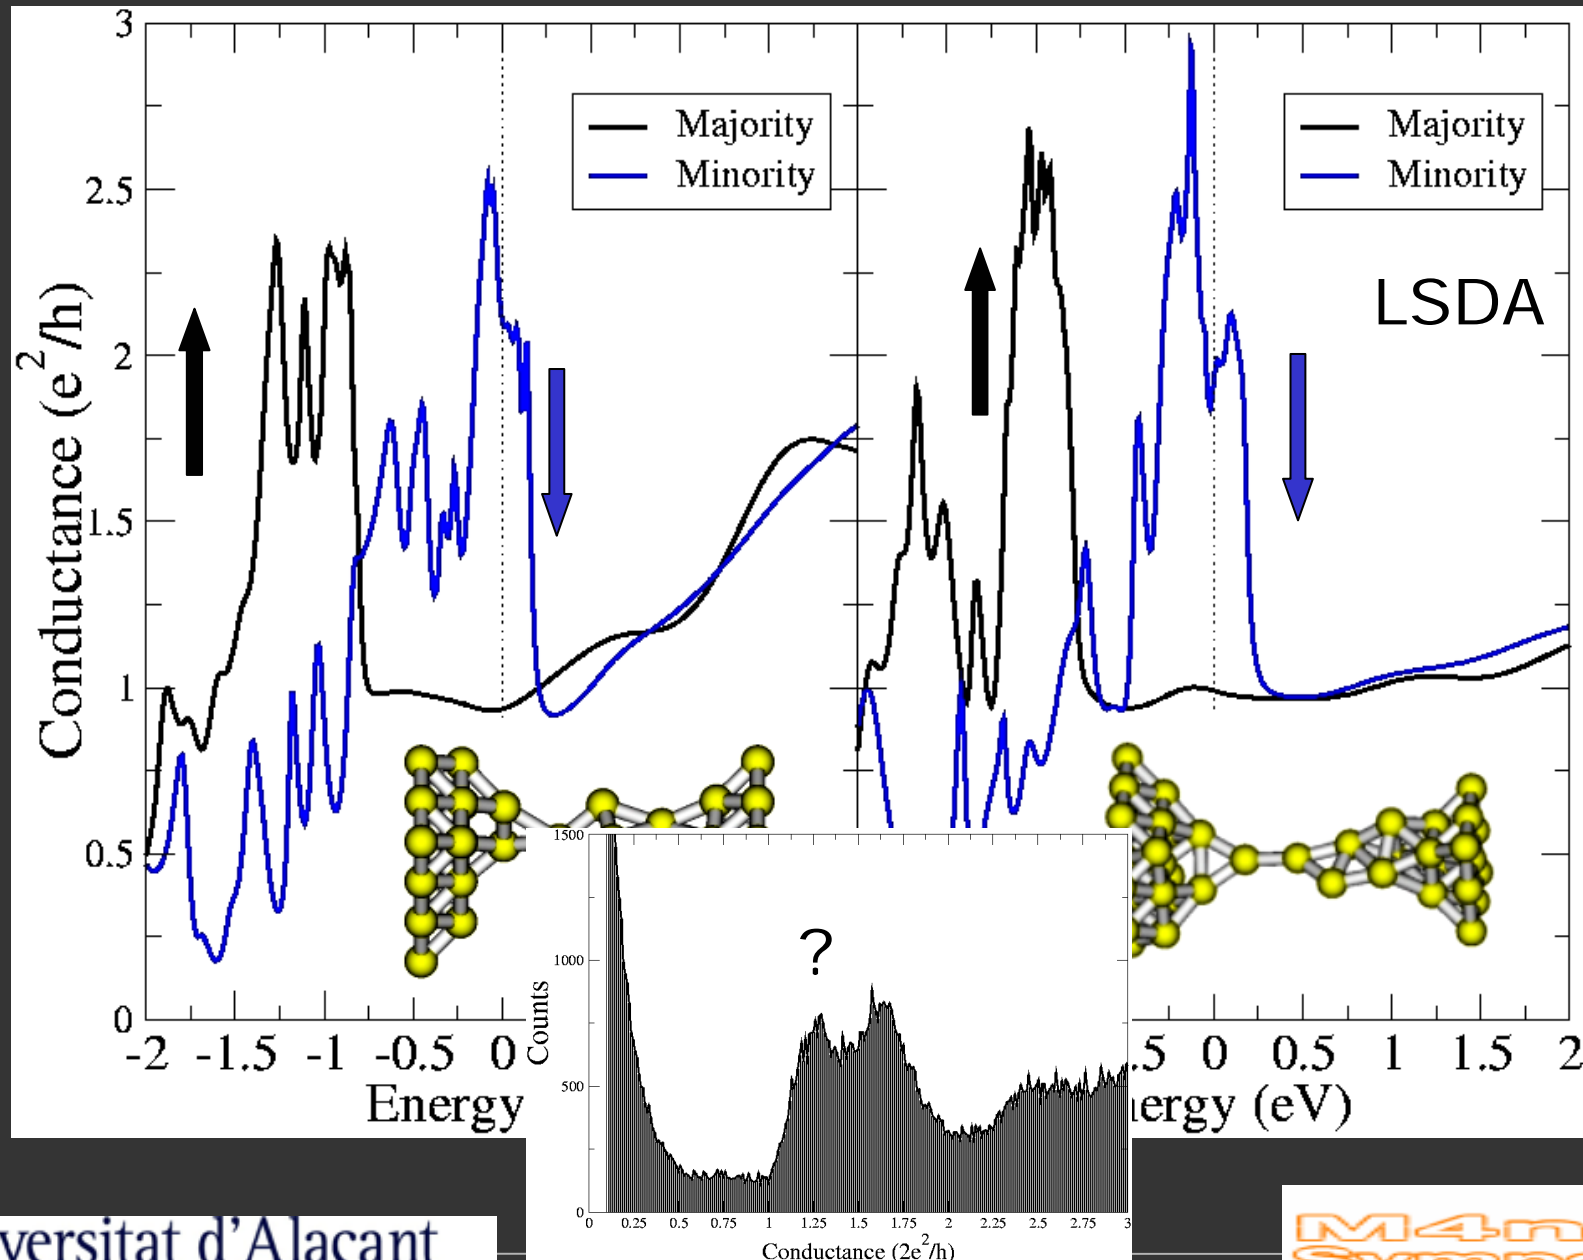 3
2.5
2
1.5
1
0.5
0
Conductance (e²/h)
Majority
Minority
Majority
Minority
LSDA
-2 -1.5 -1 -0.5 0
.5 0 0.5 1 1.5 2
Energy
ergy (eV)
?
1500
1000
500
0
Counts
0 0.25 0.5 0.75 1 1.25 1.5 1.75 2 2.25 2.5 2.75 3
Conductance (2e²/h)
versitat d'Alacant
M4n